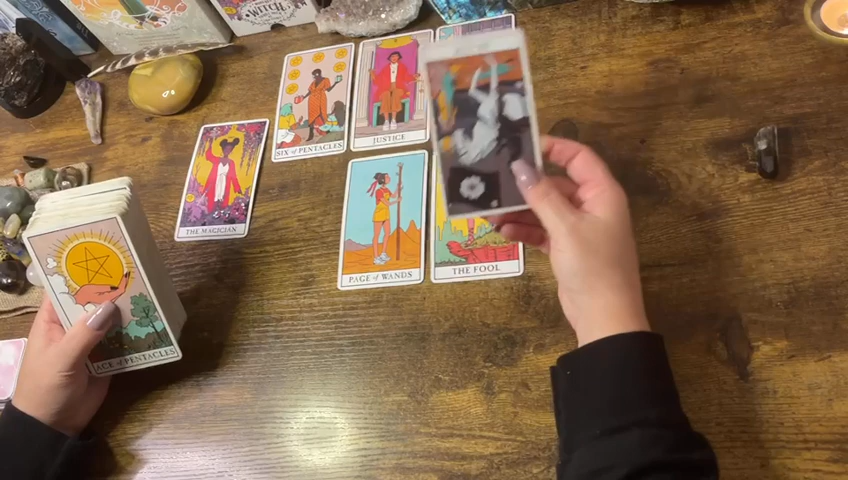 WITCH
SIX of PENTACLES
JUSTICE
THE MAGICIAN
PAGE of WANDS
THE FOOL
ACE of PENTACLES